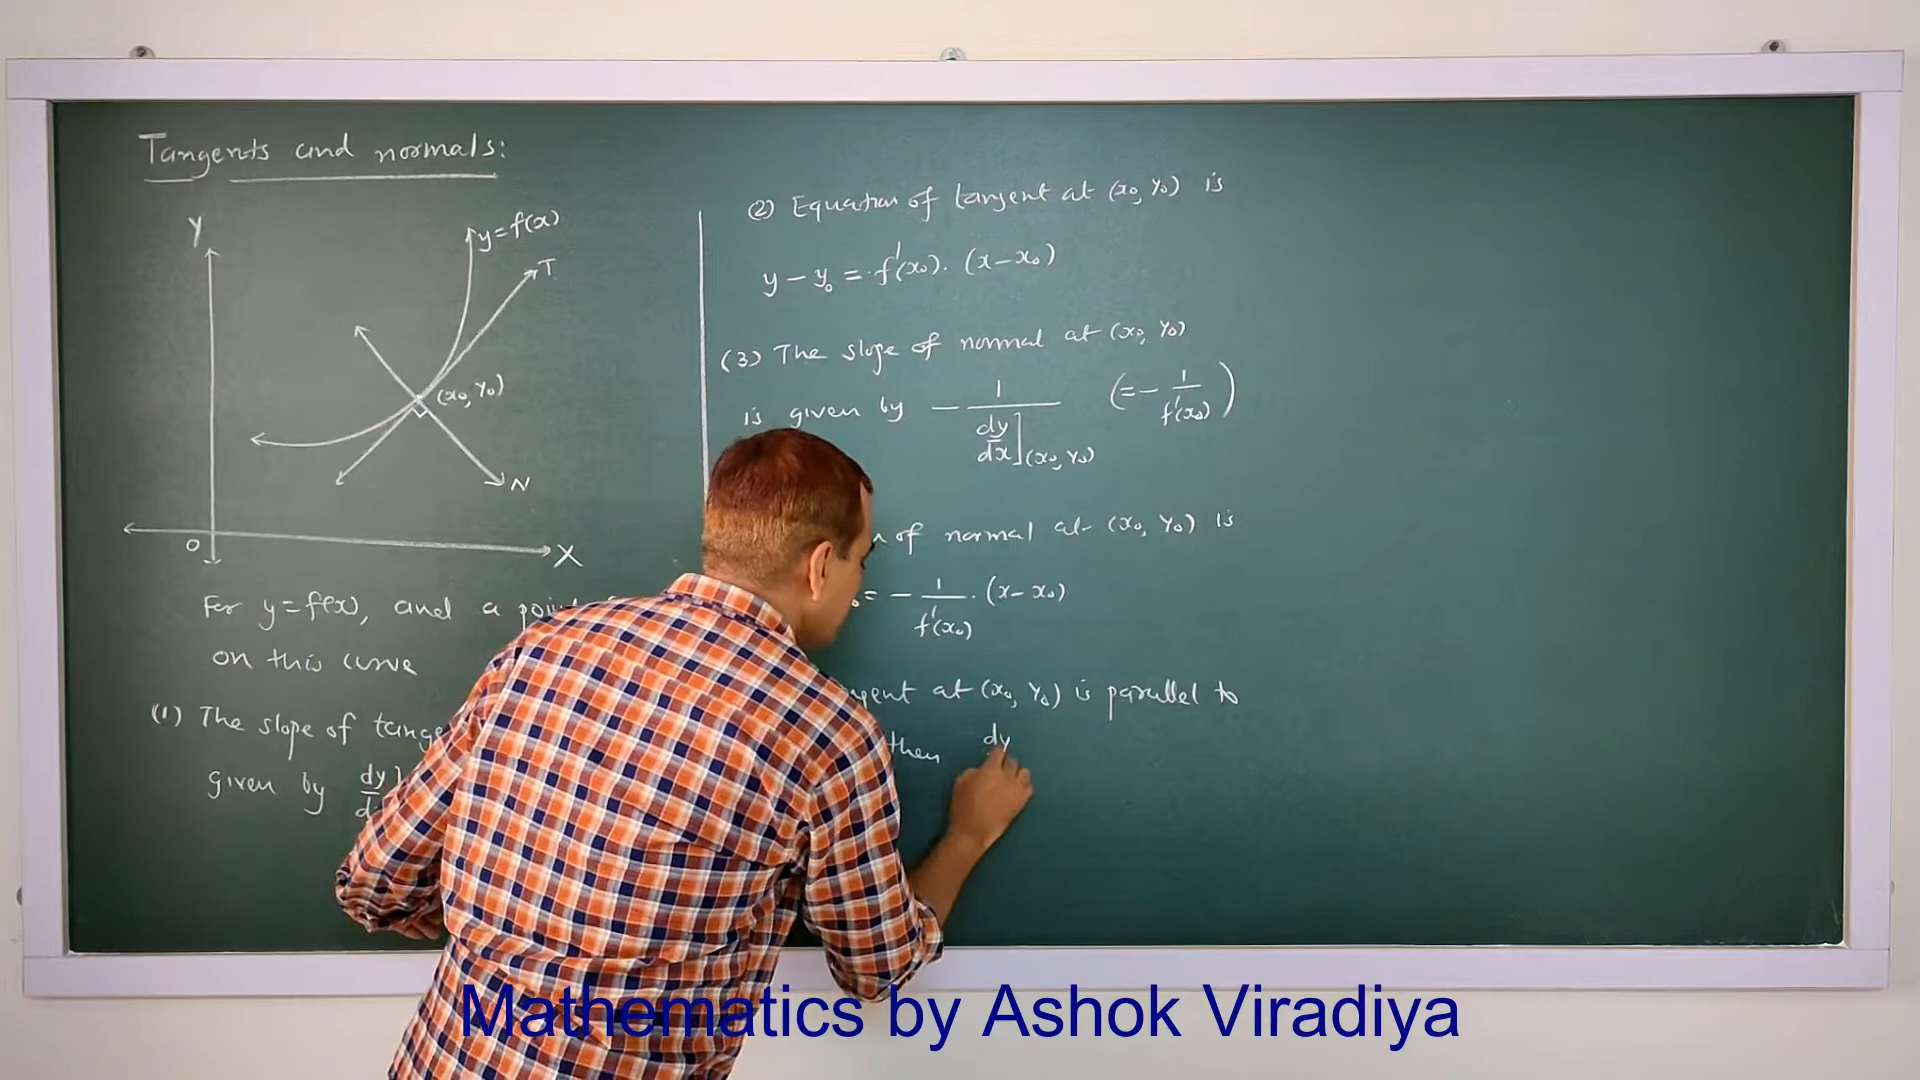 Tangents and normals:
Y
y=f(x)
T
(x₀, y₀)
N
O
X
For y=f(x), and a point
on this curve
(1) The slope of
given by dy
(2) Equation of tangent at (x₀, y₀) is
y - y₀ = f'(x₀). (x-x₀)
(3) The slope of normal at (x₀, y₀)
is given by - 1/dy/dx](x₀, y₀) (= - 1/f'(x₀))
of normal at (x₀, y₀) is
= - 1/f'(x₀) . (x- x₀)
at (x₀, y₀) is parallel to
then dy
Mathematics by Ashok Viradiya